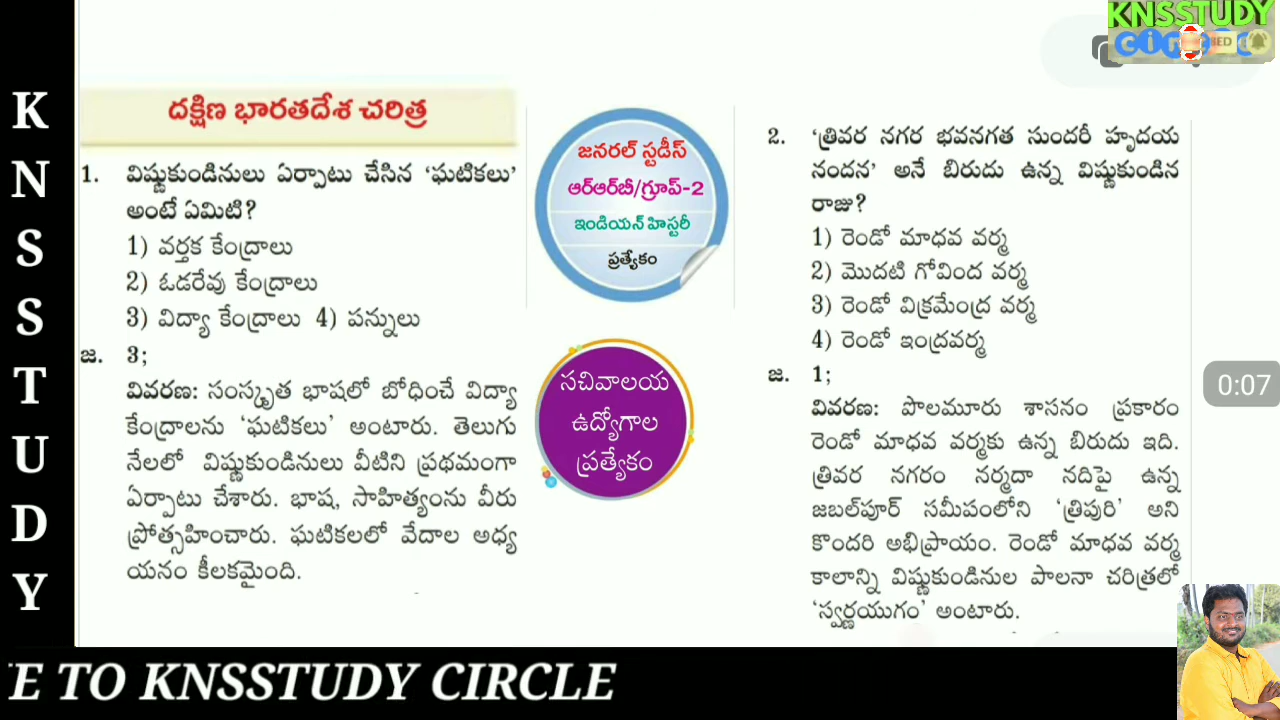 KNSSTUDY
దక్షిణ భారతదేశ చరిత్ర
1. విష్ణుకుండినులు ఏర్పాటు చేసిన ‘ఘటికలు’
అంటే ఏమిటి?
1) వర్తక కేంద్రాలు
2) ఓడరేవు కేంద్రాలు
3) విద్యా కేంద్రాలు 4) పన్నులు
జ. 3;
వివరణ: సంస్కృత భాషలో బోధించే విద్యా
కేంద్రాలను ‘ఘటికలు’ అంటారు. తెలుగు
నేలలో విష్ణుకుండినులు వీటిని ప్రథమంగా
ఏర్పాటు చేశారు. భాష, సాహిత్యంను వీరు
ప్రోత్సహించారు. ఘటికలలో వేదాల అధ్య
యనం కీలకమైంది.
జనరల్ స్టడీస్
ఆర్ఆర్‌బీ/గ్రూప్-2
ఇండియన్ హిస్టరీ
ప్రత్యేకం
సచివాలయ
ఉద్యోగాల
ప్రత్యేకం
2. ‘త్రివర నగర భవనగత సుందరీ హృదయ
నందన’ అనే బిరుదు ఉన్న విష్ణుకుండిన
రాజు?
1) రెండో మాధవ వర్మ
2) మొదటి గోవింద వర్మ
3) రెండో విక్రమేంద్ర వర్మ
4) రెండో ఇంద్రవర్మ
జ. 1;
వివరణ: పొలమూరు శాసనం ప్రకారం
రెండో మాధవ వర్మకు ఉన్న బిరుదు ఇది.
త్రివర నగరం నర్మదా నదిపై ఉన్న
జబల్‌పూర్ సమీపంలోని ‘త్రిపురి’ అని
కొందరి అభిప్రాయం. రెండో మాధవ వర్మ
కాలాన్ని విష్ణుకుండినుల పాలనా చరిత్రలో
‘స్వర్ణయుగం’ అంటారు.
KNSSTUDY
0:07
E TO KNSSTUDY CIRCLE